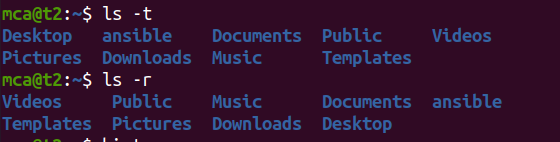 mca@t2:~$ ls -t
Desktop ansible Documents Public Videos
Pictures Downloads Music Templates
mca@t2:~$ ls -r
Videos Public Music Documents ansible
Templates Pictures Downloads Desktop